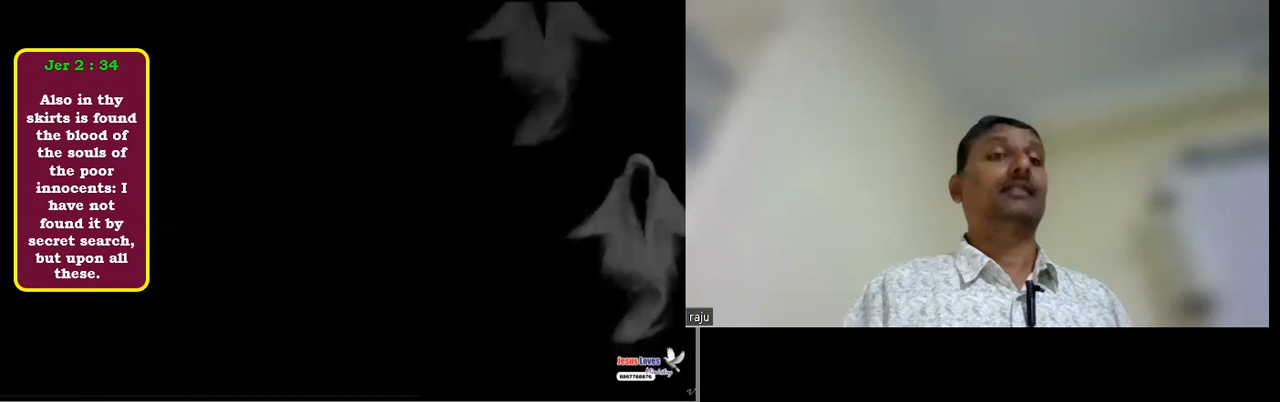 Jer 2 : 34
Also in thy
skirts is found
the blood of
the souls of
the poor
innocents: I
have not
found it by
secret search,
but upon all
these.
raju
Jesus Loves
Ministry